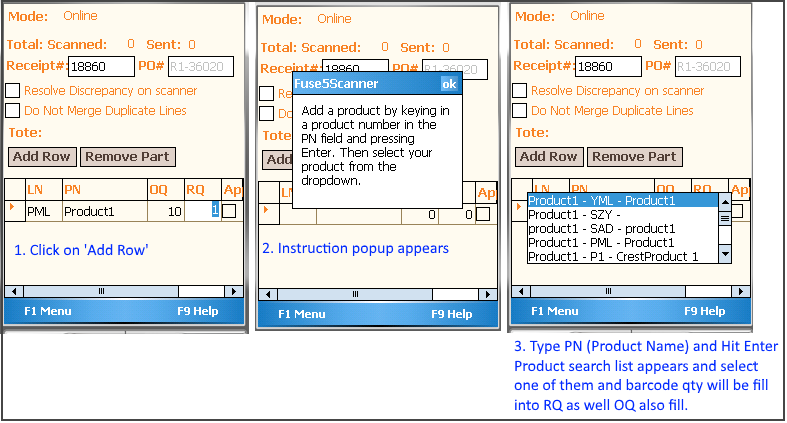 Mode: Online
Total: Scanned: 0 Sent: 0
Receipt#: 18860 PO# R1-36020
Resolve Discrepancy on scanner
Do Not Merge Duplicate Lines
Tote:
Add Row Remove Part
LN PN OQ RQ Ap
PML Product1 10 1
1. Click on 'Add Row'
F1 Menu F9 Help
Mode: Online
Total: Scanned: 0 Sent: 0
Receipt#: 18860 PO# R1-36020
Fuse5Scanner ok
Add a product by keying in
a product number in the
PN field and pressing
Enter. Then select your
product from the
dropdown.
Re
Do
Tote
Add
LN Ap
0 0
2. Instruction popup appears
F1 Menu F9 Help
Mode: Online
Total: Scanned: 0 Sent: 0
Receipt#: 18860 PO# R1-36020
Resolve Discrepancy on scanner
Do Not Merge Duplicate Lines
Tote:
Add Row Remove Part
LN PN OQ RQ Ap
Product1 - YML - Product1
Product1 - SZY -
product1 - SAD - product1
Product1 - PML - Product1
Product1 - P1 - CrestProduct 1
F1 Menu F9 Help
3. Type PN (Product Name) and Hit Enter
Product search list appears and select
one of them and barcode qty will be fill
into RQ as well OQ also fill.